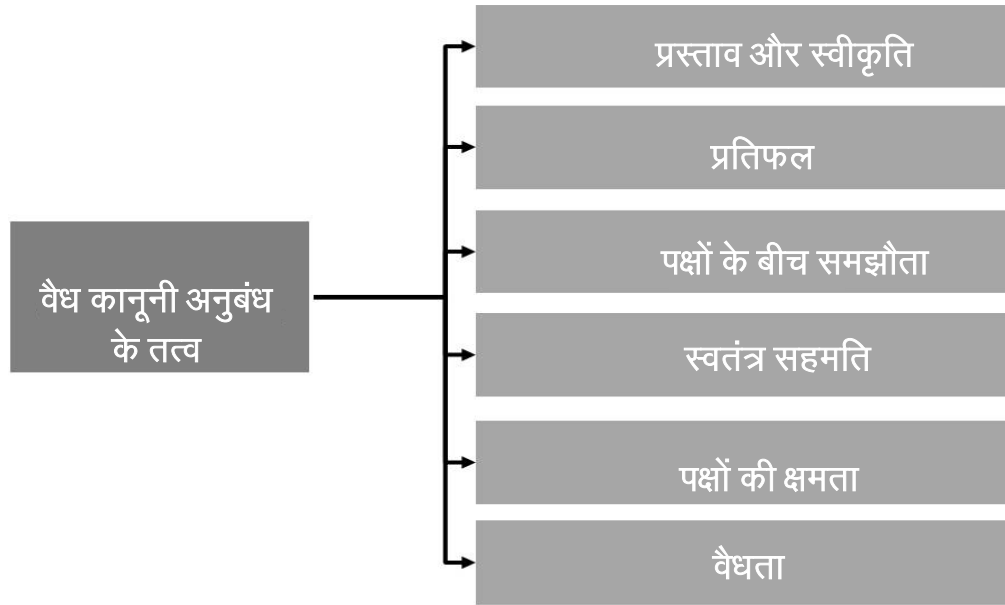 वैध कानूनी अनुबंध
के तत्व
प्रस्ताव और स्वीकृति
प्रतिफल
पक्षों के बीच समझौता
स्वतंत्र सहमति
पक्षों की क्षमता
वैधता